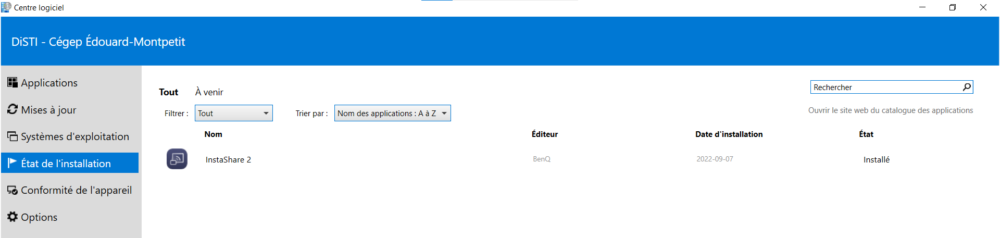 Centre logiciel
DiSTI - Cégep Édouard-Montpetit
Applications
Mises à jour
Systèmes d'exploitation
État de l'installation
Conformité de l'appareil
Options
Tout À venir
Rechercher
Filtrer : Tout Trier par : Nom des applications : A à Z
Ouvrir le site web du catalogue des applications
Nom Éditeur Date d'installation État
InstaShare 2 BenQ 2022-09-07 Installé